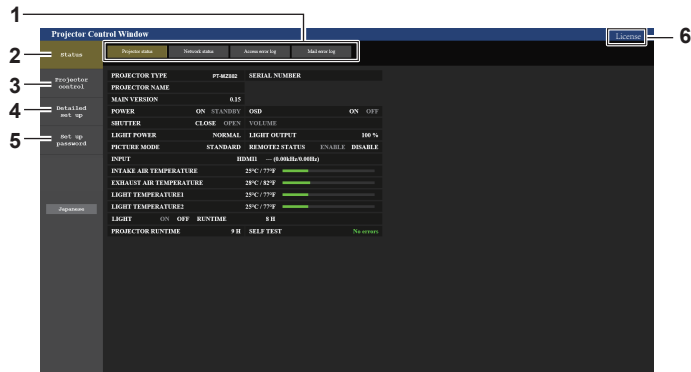 1
Projector Control Window
License
6
2
Status
Projector status
Network status
Access error log
Mail error log
3
Projector
control
4
Detailed
set up
5
Set up
password
Japanese
PROJECTOR TYPE PT-MZ882 SERIAL NUMBER
PROJECTOR NAME
MAIN VERSION 0.15
POWER ON STANDBY OSD ON OFF
SHUTTER CLOSE OPEN VOLUME
LIGHT POWER NORMAL LIGHT OUTPUT 100 %
PICTURE MODE STANDARD REMOTE2 STATUS ENABLE DISABLE
INPUT HDMI1 --- (0.00kHz/0.00Hz)
INTAKE AIR TEMPERATURE 25°C / 77°F
EXHAUST AIR TEMPERATURE 28°C / 82°F
LIGHT TEMPERATURE1 25°C / 77°F
LIGHT TEMPERATURE2 25°C / 77°F
LIGHT ON OFF RUNTIME 8 H
PROJECTOR RUNTIME 9 H SELF TEST No errors